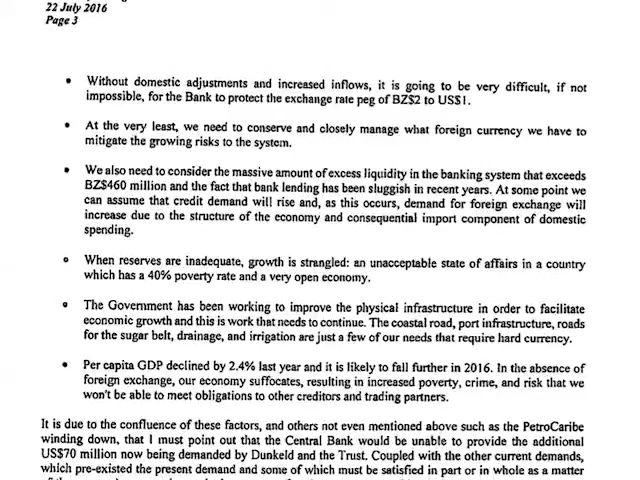 22 July 2016
Page 3
• Without domestic adjustments and increased inflows, it is going to be very difficult, if not
impossible, for the Bank to protect the exchange rate peg of BZ$2 to US$1.
• At the very least, we need to conserve and closely manage what foreign currency we have to
mitigate the growing risks to the system.
• We also need to consider the massive amount of excess liquidity in the banking system that exceeds
BZ$460 million and the fact that bank lending has been sluggish in recent years. At some point we
can assume that credit demand will rise and, as this occurs, demand for foreign exchange will
increase due to the structure of the economy and consequential import component of domestic
spending.
• When reserves are inadequate, growth is strangled: an unacceptable state of affairs in a country
which has a 40% poverty rate and a very open economy.
• The Government has been working to improve the physical infrastructure in order to facilitate
economic growth and this is work that needs to continue. The coastal road, port infrastructure, roads
for the sugar belt, drainage, and irrigation are just a few of our needs that require hard currency.
• Per capita GDP declined by 2.4% last year and it is likely to fall further in 2016. In the absence of
foreign exchange, our economy suffocates, resulting in increased poverty, crime, and risk that we
won't be able to meet obligations to other creditors and trading partners.
It is due to the confluence of these factors, and others not even mentioned above such as the PetroCaribe
winding down, that I must point out that the Central Bank would be unable to provide the additional
US$70 million now being demanded by Dunkeld and the Trust. Coupled with the other current demands,
which pre-existed the present demand and some of which must be satisfied in part or in whole as a matter